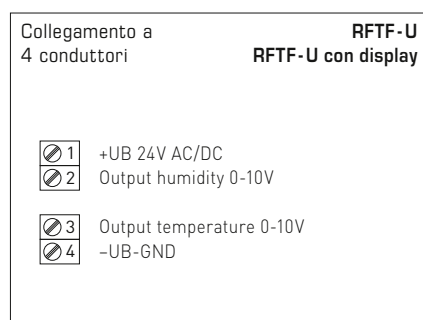 Collegamento a
4 conduttori
RFTF-U
RFTF-U con display
1 +UB 24V AC/DC
2 Output humidity 0-10V
3 Output temperature 0-10V
4 –UB-GND